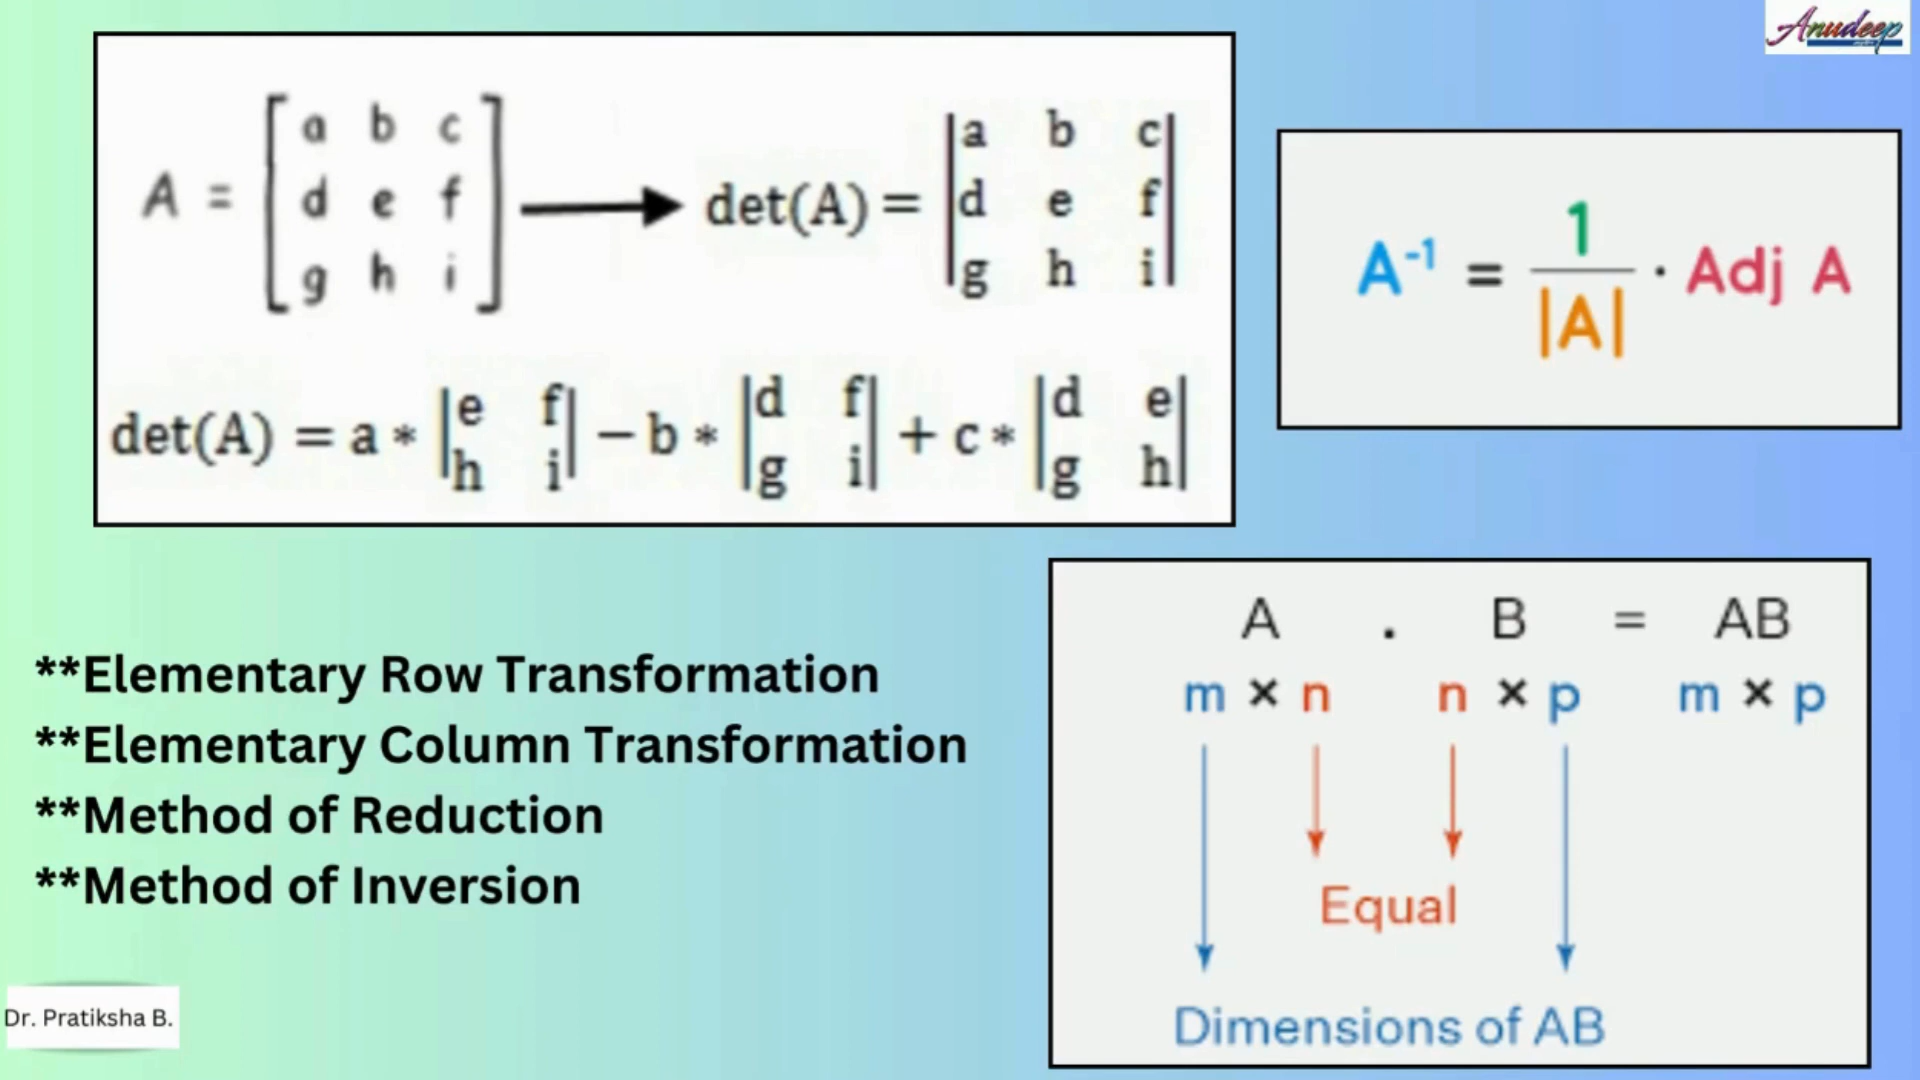 Anudeep
A = [ a b c
d e f
g h i ] → det(A) = | a b c
d e f
g h i |
det(A) = a * | e f
h i | − b * | d f
g i | + c * | d e
g h |
A⁻¹ = 1 / |A| · Adj A
A . B = AB
m × n n × p m × p
Equal
Dimensions of AB
**Elementary Row Transformation
**Elementary Column Transformation
**Method of Reduction
**Method of Inversion
Dr. Pratiksha B.